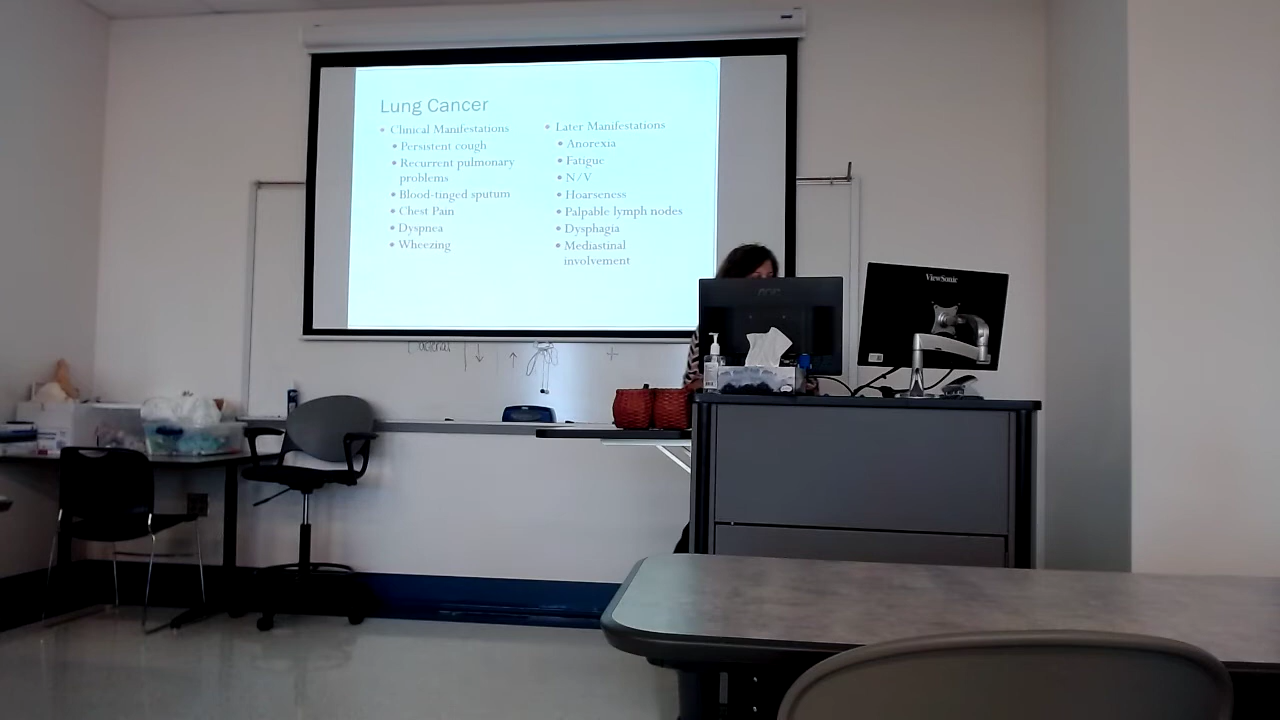 Lung Cancer
• Clinical Manifestations
• Persistent cough
• Recurrent pulmonary
problems
• Blood-tinged sputum
• Chest Pain
• Dyspnea
• Wheezing
• Later Manifestations
• Anorexia
• Fatigue
• N/V
• Hoarseness
• Palpable lymph nodes
• Dysphagia
• Mediastinal
involvement
ViewSonic